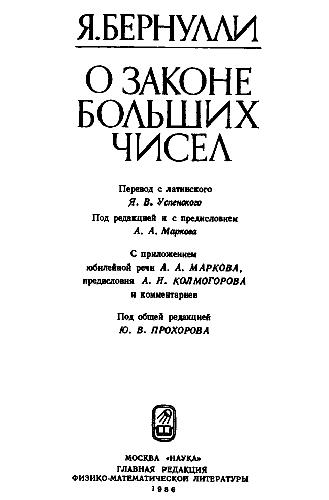 Я.БЕРНУЛЛИ
О ЗАКОНЕ
БОЛЬШИХ
ЧИСЕЛ
Перевод с латинского
Я. В. Успенского
Под редакцией и с предисловием
А. А. Маркова
С приложением
юбилейной речи А. А. МАРКОВА,
предисловия А. Н. КОЛМОГОРОВА
и комментариев
Под общей редакцией
Ю. В. ПРОХОРОВА
МОСКВА «НАУКА»
ГЛАВНАЯ РЕДАКЦИЯ
ФИЗИКО-МАТЕМАТИЧЕСКОЙ ЛИТЕРАТУРЫ
1986